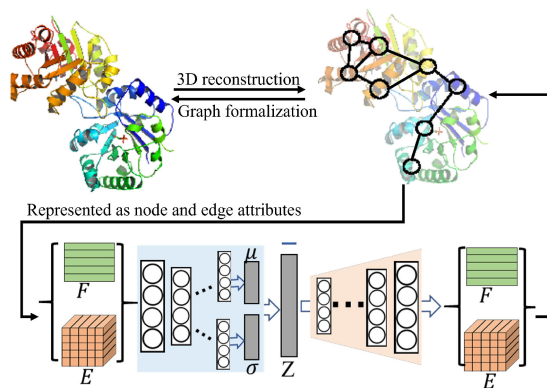 3D reconstruction
Graph formalization
Represented as node and edge attributes
F
E
μ
σ
Z
F
E